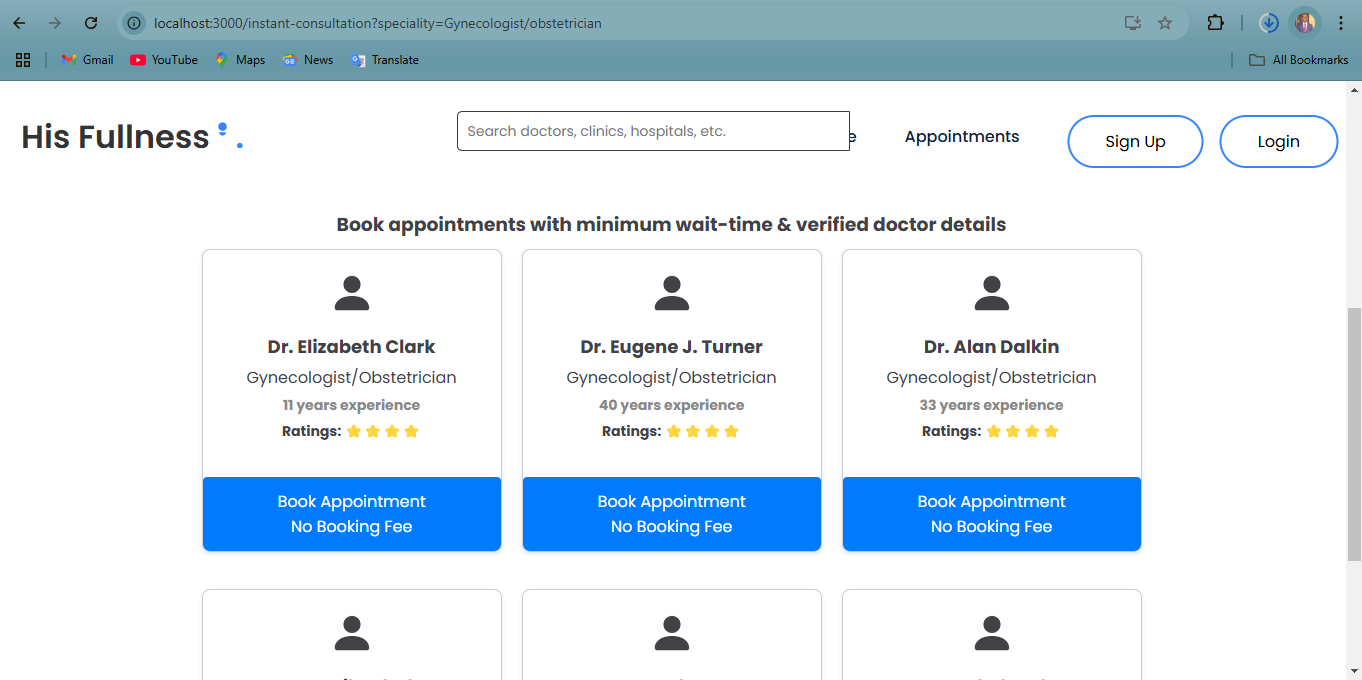 localhost:3000/instant-consultation?speciality=Gynecologist/obstetrician
Gmail YouTube Maps News Translate All Bookmarks
His Fullness .
Search doctors, clinics, hospitals, etc.
e Appointments Sign Up Login
Book appointments with minimum wait-time & verified doctor details
Dr. Elizabeth Clark Dr. Eugene J. Turner Dr. Alan Dalkin
Gynecologist/Obstetrician Gynecologist/Obstetrician Gynecologist/Obstetrician
11 years experience 40 years experience 33 years experience
Ratings: Ratings: Ratings:
Book Appointment Book Appointment Book Appointment
No Booking Fee No Booking Fee No Booking Fee